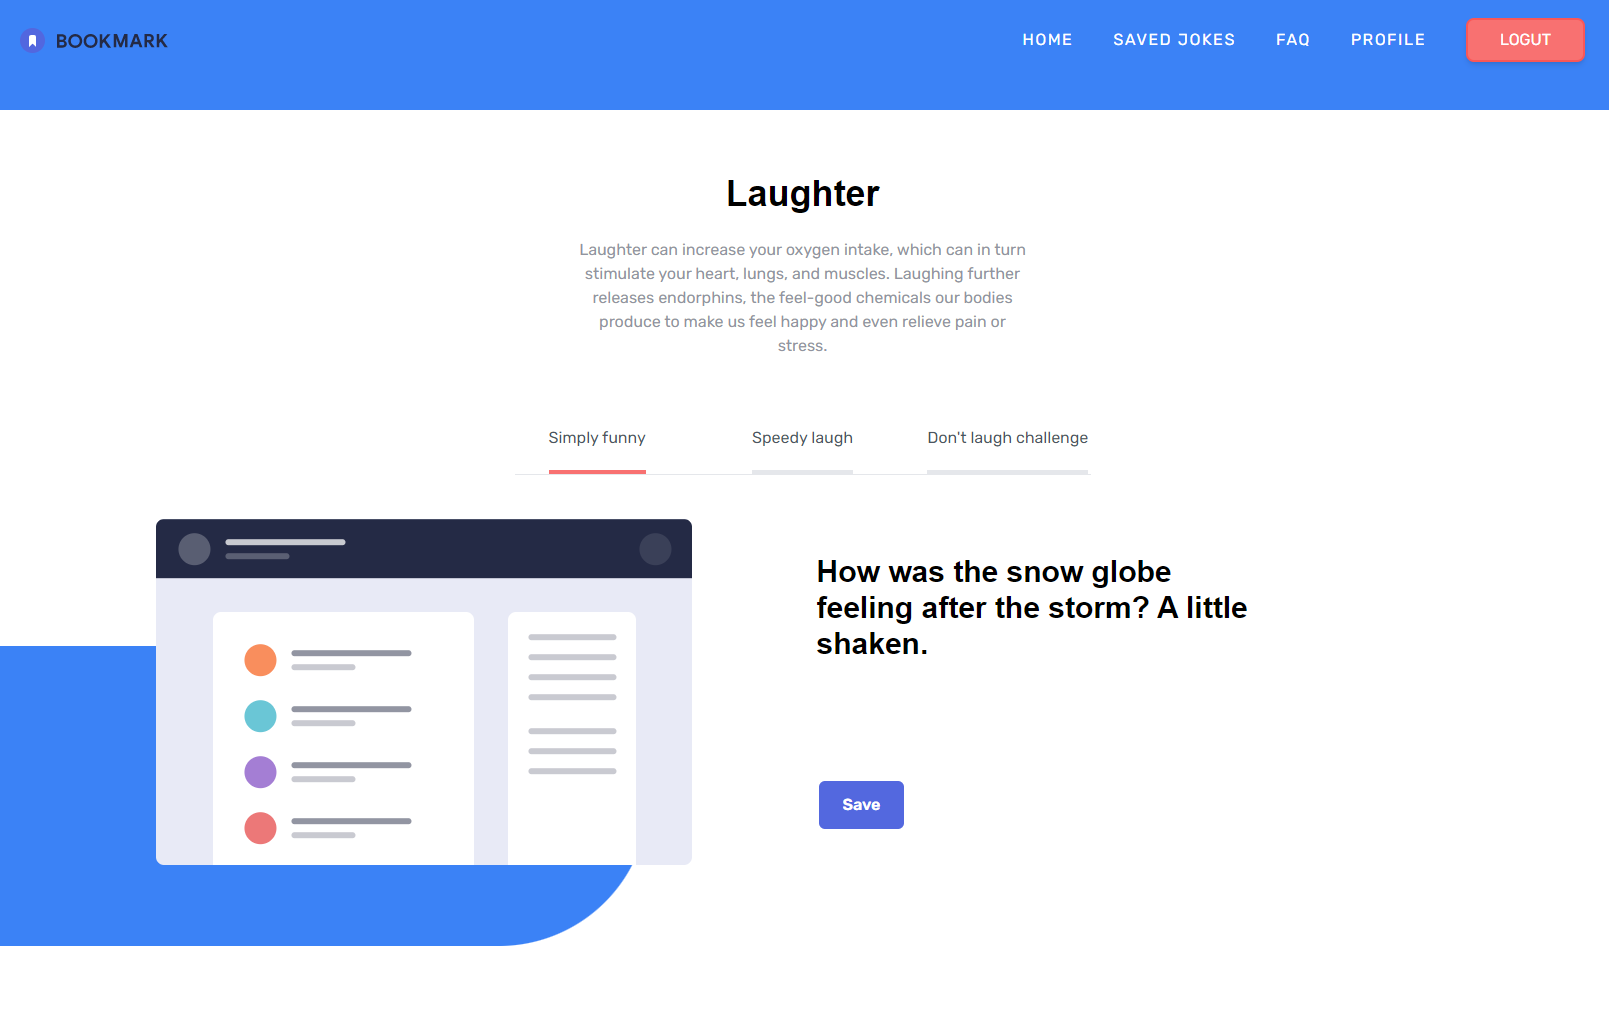 BOOKMARK
HOME
SAVED JOKES
FAQ
PROFILE
LOGUT
Laughter
Laughter can increase your oxygen intake, which can in turn
stimulate your heart, lungs, and muscles. Laughing further
releases endorphins, the feel-good chemicals our bodies
produce to make us feel happy and even relieve pain or
stress.
Simply funny
Speedy laugh
Don't laugh challenge
How was the snow globe
feeling after the storm? A little
shaken.
Save